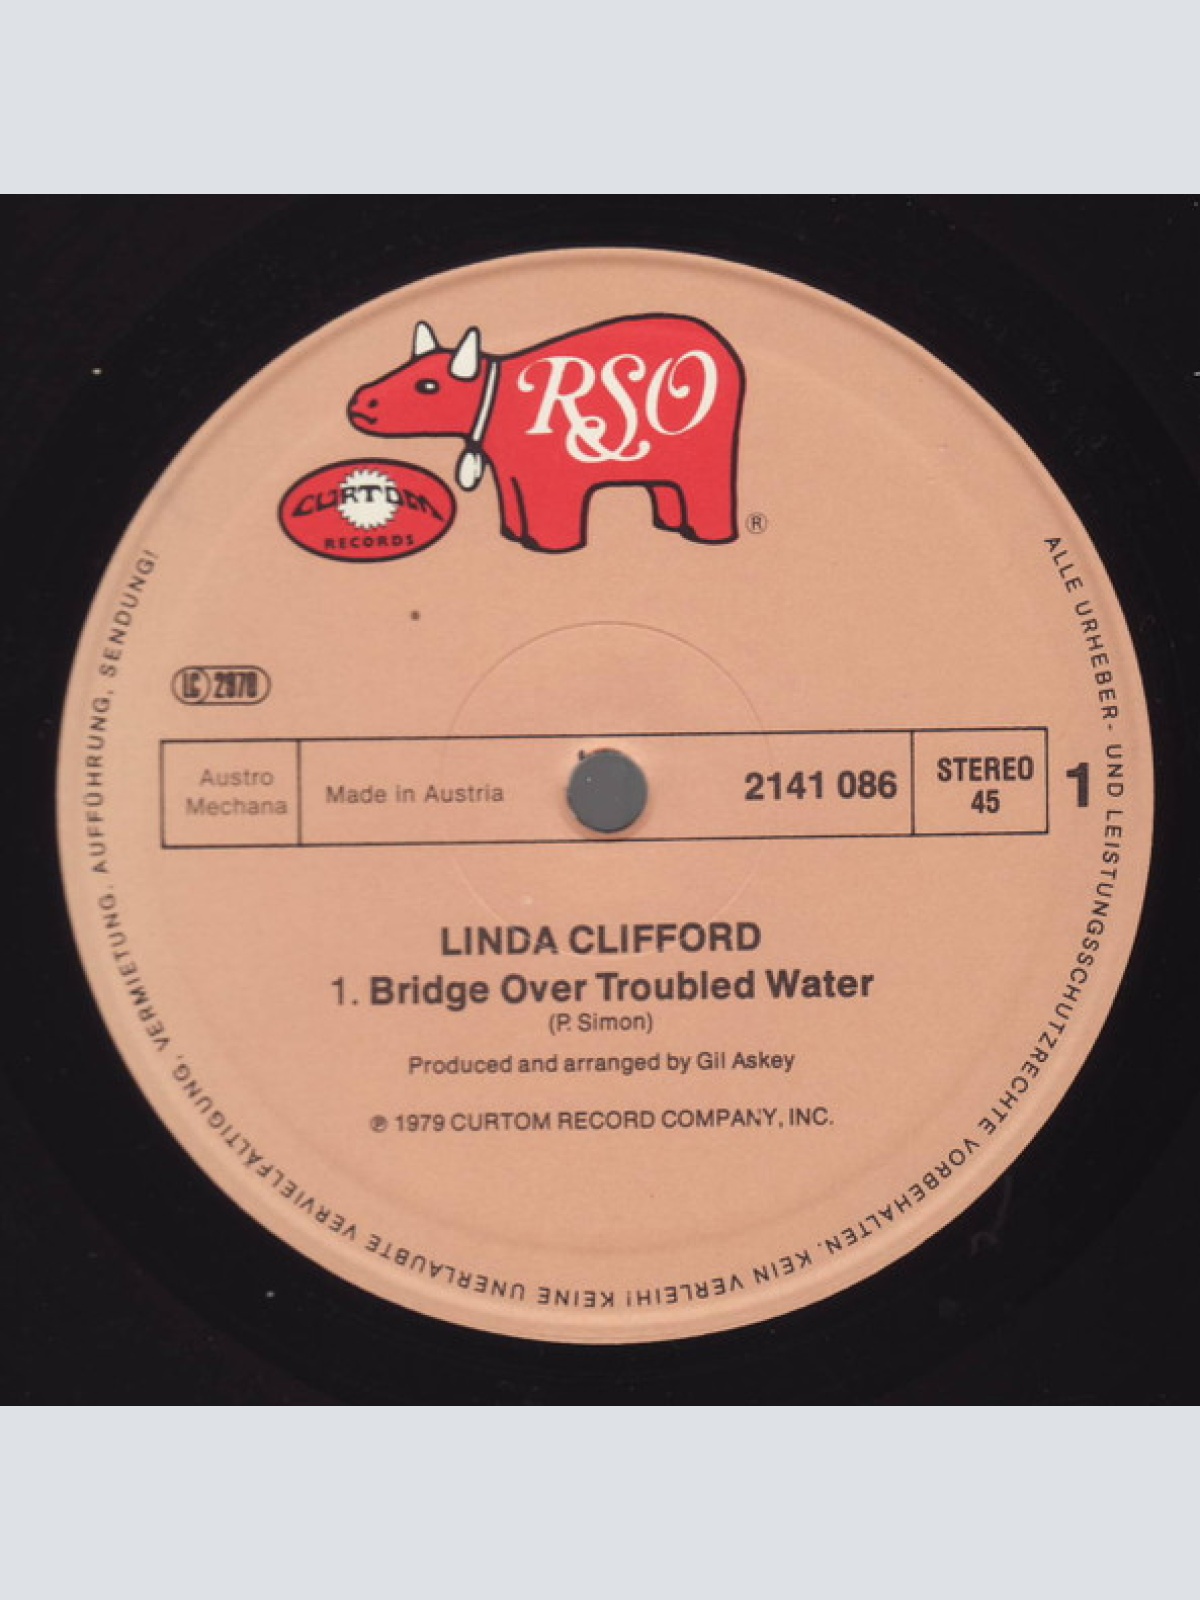 RSO
®
CURTOM
RECORDS
LC 2970
Austro
Mechana
Made in Austria
2141 086
STEREO
45
1
LINDA CLIFFORD
1. Bridge Over Troubled Water
(P. Simon)
Produced and arranged by Gil Askey
℗ 1979 CURTOM RECORD COMPANY, INC.
ALLE URHEBER- UND LEISTUNGSSCHUTZRECHTE VORBEHALTEN. KEIN VERLEIH! KEINE UNERLAUBTE VERVIELFÄLTIGUNG, VERMIETUNG, AUFFÜHRUNG, SENDUNG!